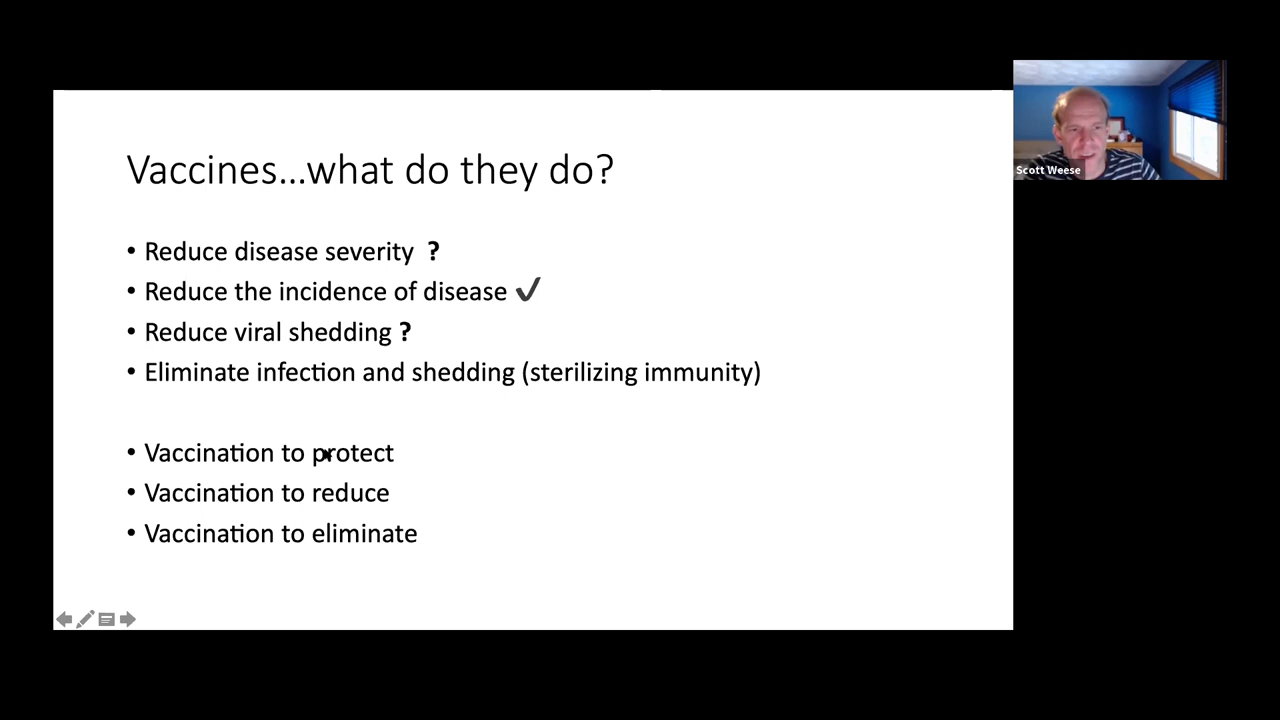 Vaccines...what do they do?
• Reduce disease severity ?
• Reduce the incidence of disease ✓
• Reduce viral shedding ?
• Eliminate infection and shedding (sterilizing immunity)
• Vaccination to protect
• Vaccination to reduce
• Vaccination to eliminate
Scott Weese